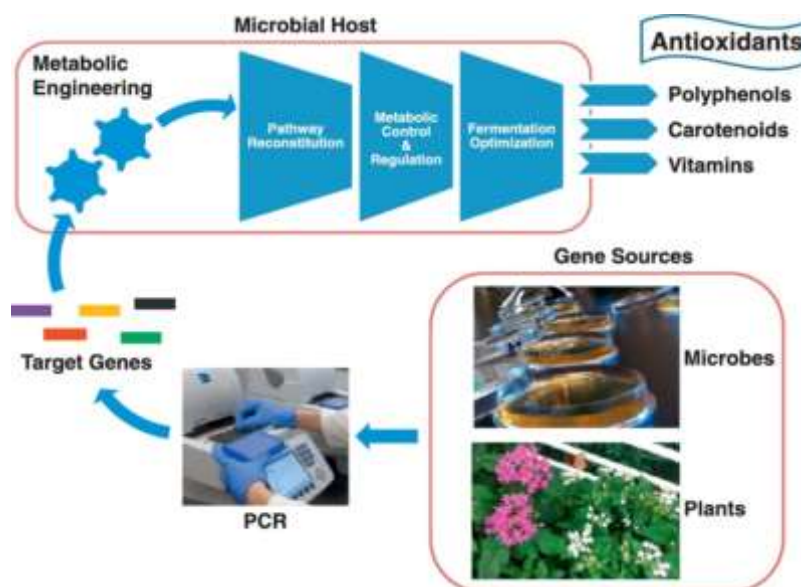 Microbial Host
Antioxidants
Metabolic
Engineering
Pathway
Reconstitution
Metabolic
Control
&
Regulation
Fermentation
Optimization
Polyphenols
Carotenoids
Vitamins
Gene Sources
Microbes
Plants
PCR
Target Genes